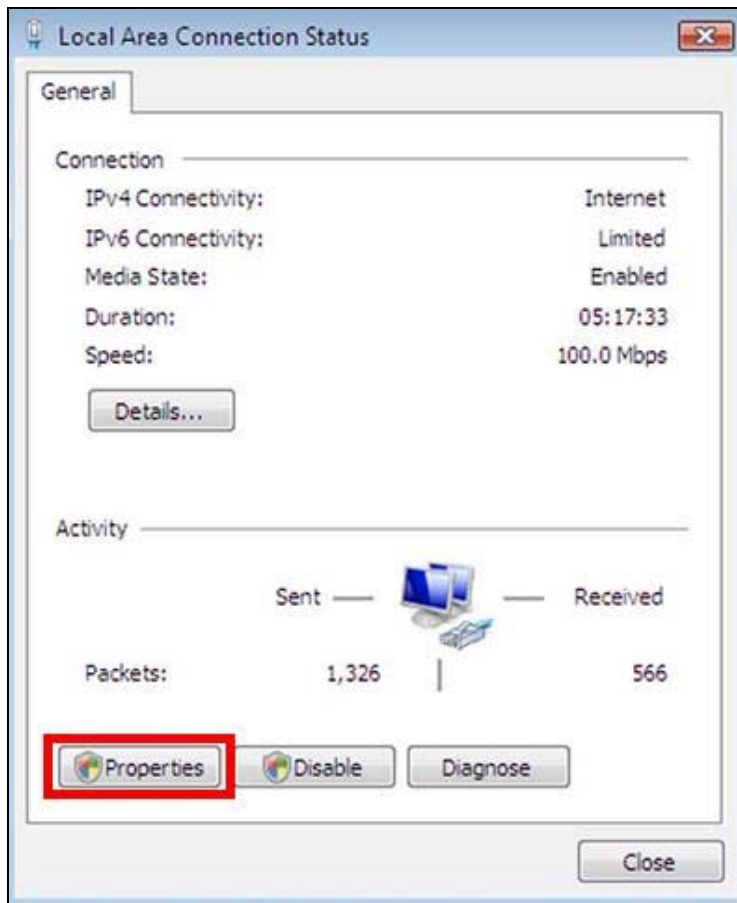 Local Area Connection Status
General
Connection
IPv4 Connectivity: Internet
IPv6 Connectivity: Limited
Media State: Enabled
Duration: 05:17:33
Speed: 100.0 Mbps
Details...
Activity
Sent Received
Packets: 1,326 566
Properties Disable Diagnose
Close